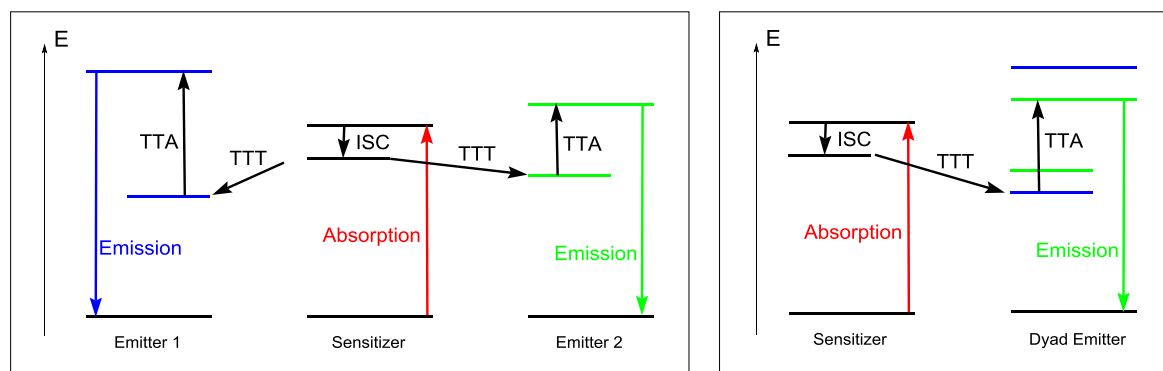 E
TTA
TTT
ISC
TTT
TTA
Emission
Absorption
Emission
Emitter 1
Sensitizer
Emitter 2
E
ISC
TTT
TTA
Absorption
Emission
Sensitizer
Dyad Emitter